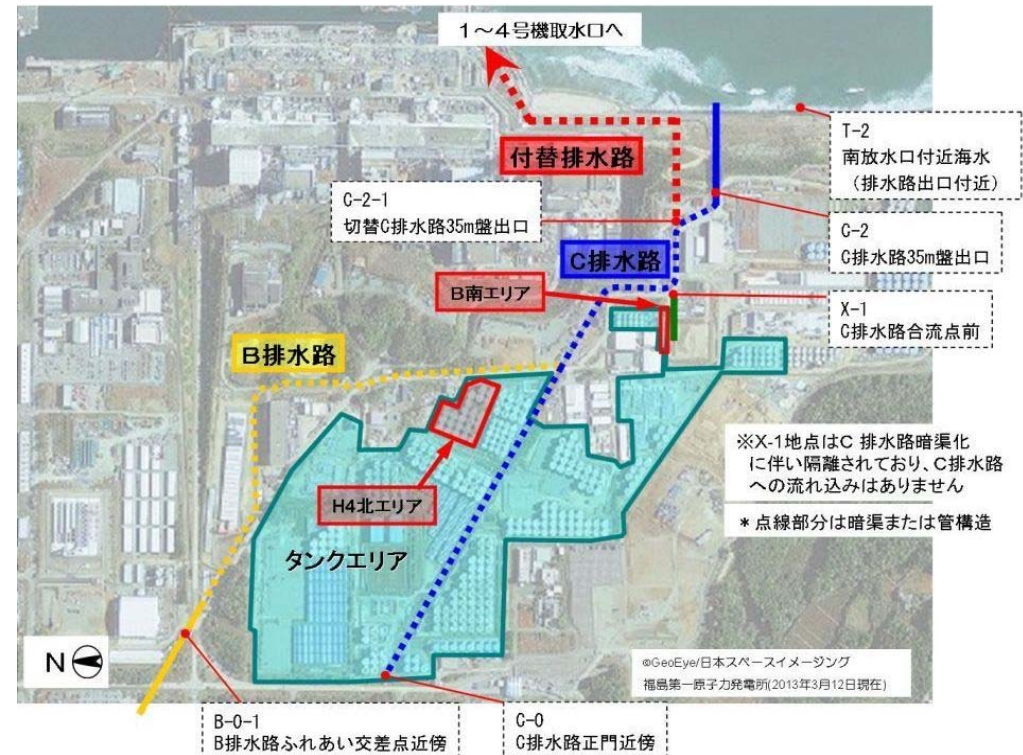 1～4号機取水口へ
付替排水路
T-2
南放水口付近海水
(排水路出口付近)
C-2-1
切替C排水路35m盤出口
C-2
C排水路35m盤出口
C排水路
B南エリア
X-1
C排水路合流点前
B排水路
※X-1地点はC 排水路暗渠化
に伴い隔離されており、C排水路
への流れ込みはありません
H4北エリア
＊点線部分は暗渠または管構造
タンクエリア
N
©GeoEye/日本スペースイメージング
福島第一原子力発電所(2013年3月12日現在)
B-0-1
B排水路ふれあい交差点近傍
C-0
C排水路正門近傍